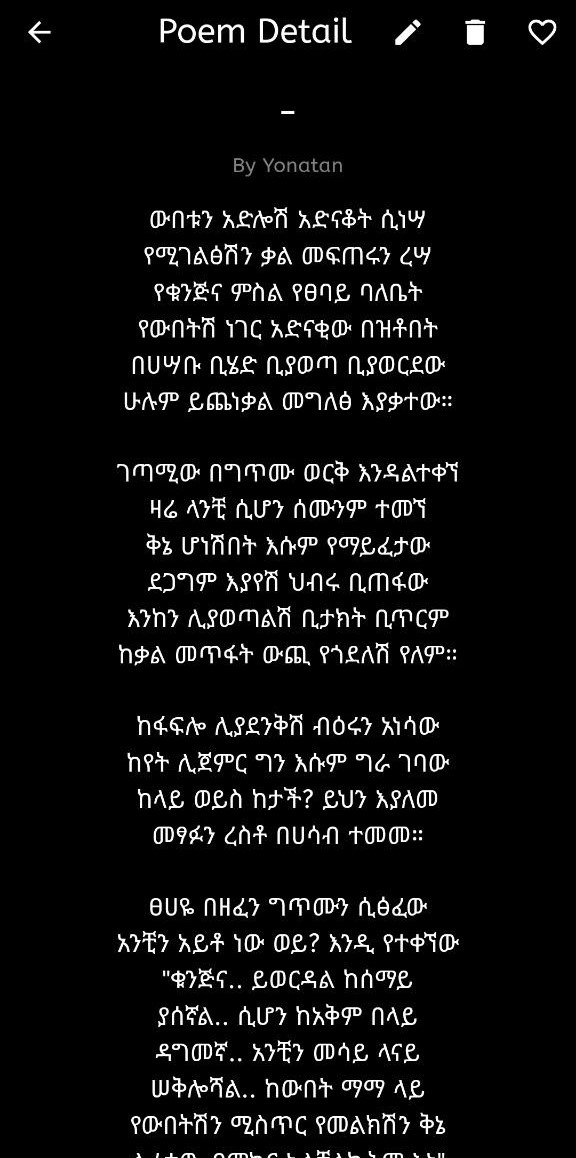 Poem Detail
-
By Yonatan
ውበቱን አድሎሽ አድናቆት ሲነሣ
የሚገልፅሽን ቃል መፍጠሩን ረሣ
የቁንጅና ምስል የፀባይ ባለቤት
የውበትሽ ነገር አድናቂው በዝቶበት
በሀሣቡ ቢሄድ ቢያወጣ ቢያወርደው
ሁሉም ይጨነቃል መግለፅ እያቃተው።
ገጣሚው በግጥሙ ወርቅ እንዳልተቀኘ
ዛሬ ላንቺ ሲሆን ሰሙንም ተመኘ
ቅኔ ሆነሽበት እሱም የማይፈታው
ደጋግም እያየሽ ህብሩ ቢጠፋው
እንከን ሊያወጣልሽ ቢታክት ቢጥርም
ከቃል መጥፋት ውጪ የጎደለሽ የለም።
ከፋፍሎ ሊያደንቅሽ ብዕሩን አነሳው
ከየት ሊጀምር ግን እሱም ግራ ገባው
ከላይ ወይስ ከታች? ይህን እያለመ
መፃፉን ረስቶ በሀሳብ ተመመ።
ፀሀዬ በዘፈን ግጥሙን ሲፅፈው
አንቺን አይቶ ነው ወይ? እንዲ የተቀኘው
"ቁንጅና.. ይወርዳል ከሰማይ
ያሰኛል.. ሲሆን ከአቅም በላይ
ዳግመኛ.. አንቺን መሳይ ላናይ
ሠቅሎሻል.. ከውበት ማማ ላይ
የውበትሽን ሚስጥር የመልክሽን ቅኔ